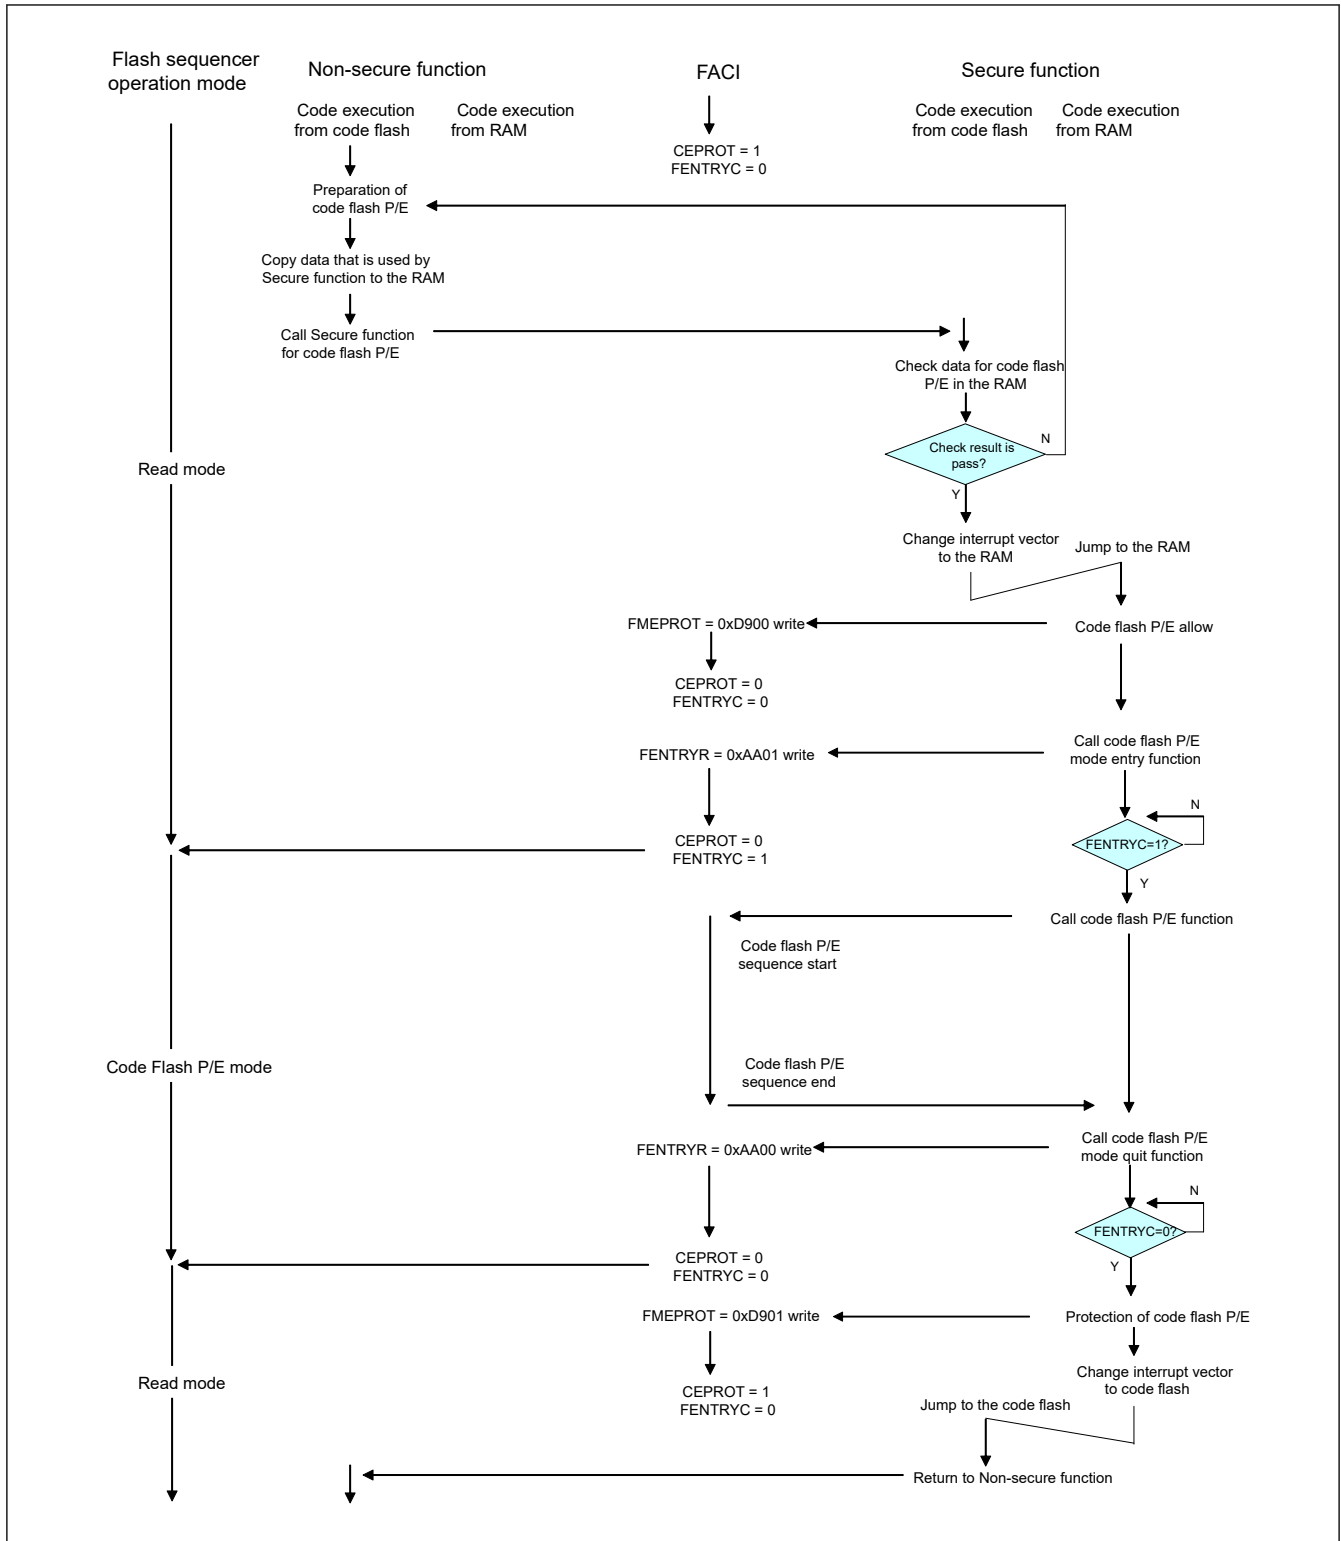 Flash sequencer
operation mode
Non-secure function
FACI
Secure function
Code execution
from code flash
Code execution
from RAM
Code execution
from code flash
Code execution
from RAM
CEPROT = 1
FENTRYC = 0
Preparation of
code flash P/E
Copy data that is used by
Secure function to the RAM
Call Secure function
for code flash P/E
Check data for code flash
P/E in the RAM
N
Check result is
pass?
Read mode
Y
Change interrupt vector
to the RAM
Jump to the RAM
FMEPROT = 0xD900 write
Code flash P/E allow
CEPROT = 0
FENTRYC = 0
Call code flash P/E
mode entry function
FENTRYR = 0xAA01 write
N
CEPROT = 0
FENTRYC = 1
FENTRYC=1?
Y
Call code flash P/E function
Code flash P/E
sequence start
Code Flash P/E mode
Code flash P/E
sequence end
FENTRYR = 0xAA00 write
Call code flash P/E
mode quit function
N
FENTRYC=0?
CEPROT = 0
FENTRYC = 0
Y
FMEPROT = 0xD901 write
Protection of code flash P/E
Read mode
CEPROT = 1
FENTRYC = 0
Change interrupt vector
to code flash
Jump to the code flash
Return to Non-secure function